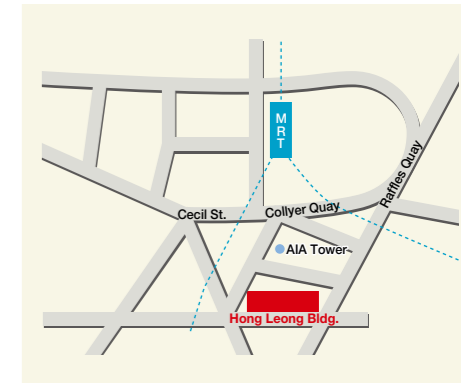 MRT
Raffles Quay
Cecil St.
Collyer Quay
AIA Tower
Hong Leong Bldg.